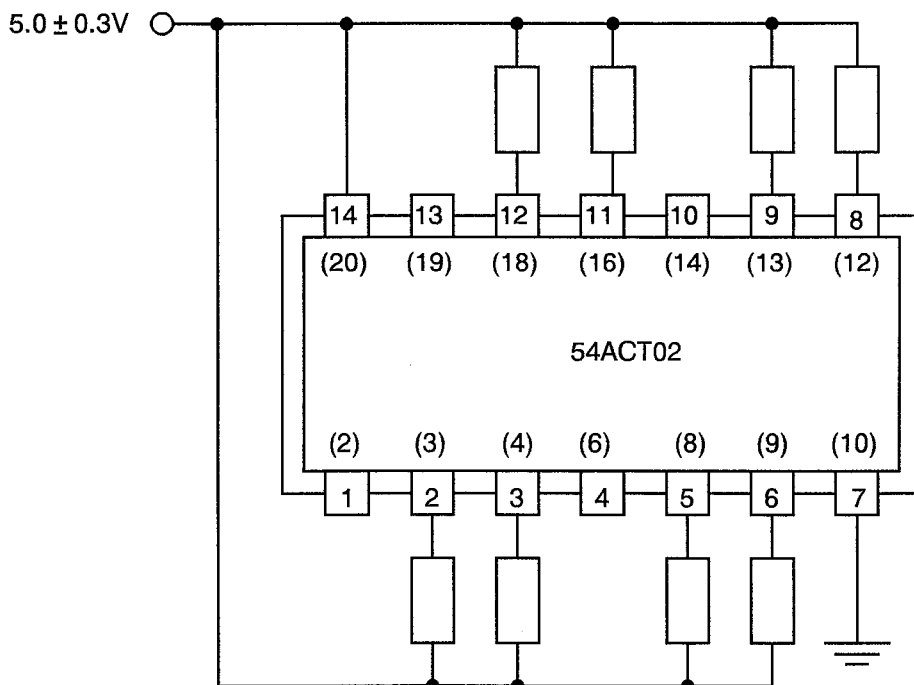 5.0 ± 0.3V
14 13 12 11 10 9 8
(20) (19) (18) (16) (14) (13) (12)
54ACT02
(2) (3) (4) (6) (8) (9) (10)
1 2 3 4 5 6 7